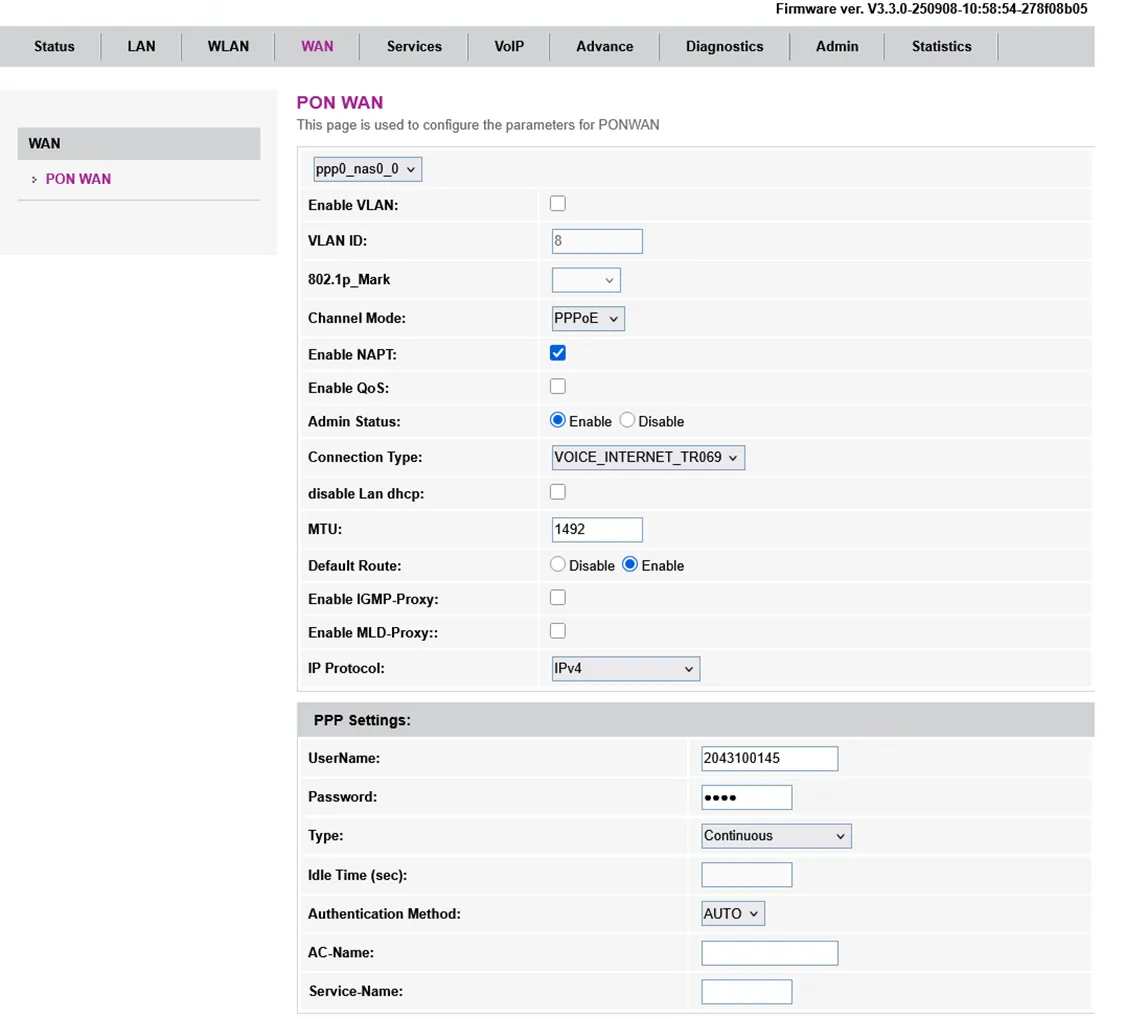 Firmware ver. V3.3.0-250908-10:58:54-278f08b05
Status LAN WLAN WAN Services VoIP Advance Diagnostics Admin Statistics
WAN
PON WAN
PON WAN
This page is used to configure the parameters for PONWAN
ppp0_nas0_0
Enable VLAN:
VLAN ID: 8
802.1p_Mark
Channel Mode: PPPoE
Enable NAPT:
Enable QoS:
Admin Status: Enable Disable
Connection Type: VOICE_INTERNET_TR069
disable Lan dhcp:
MTU: 1492
Default Route: Disable Enable
Enable IGMP-Proxy:
Enable MLD-Proxy::
IP Protocol: IPv4
PPP Settings:
UserName: 2043100145
Password: ••••
Type: Continuous
Idle Time (sec):
Authentication Method: AUTO
AC-Name:
Service-Name: